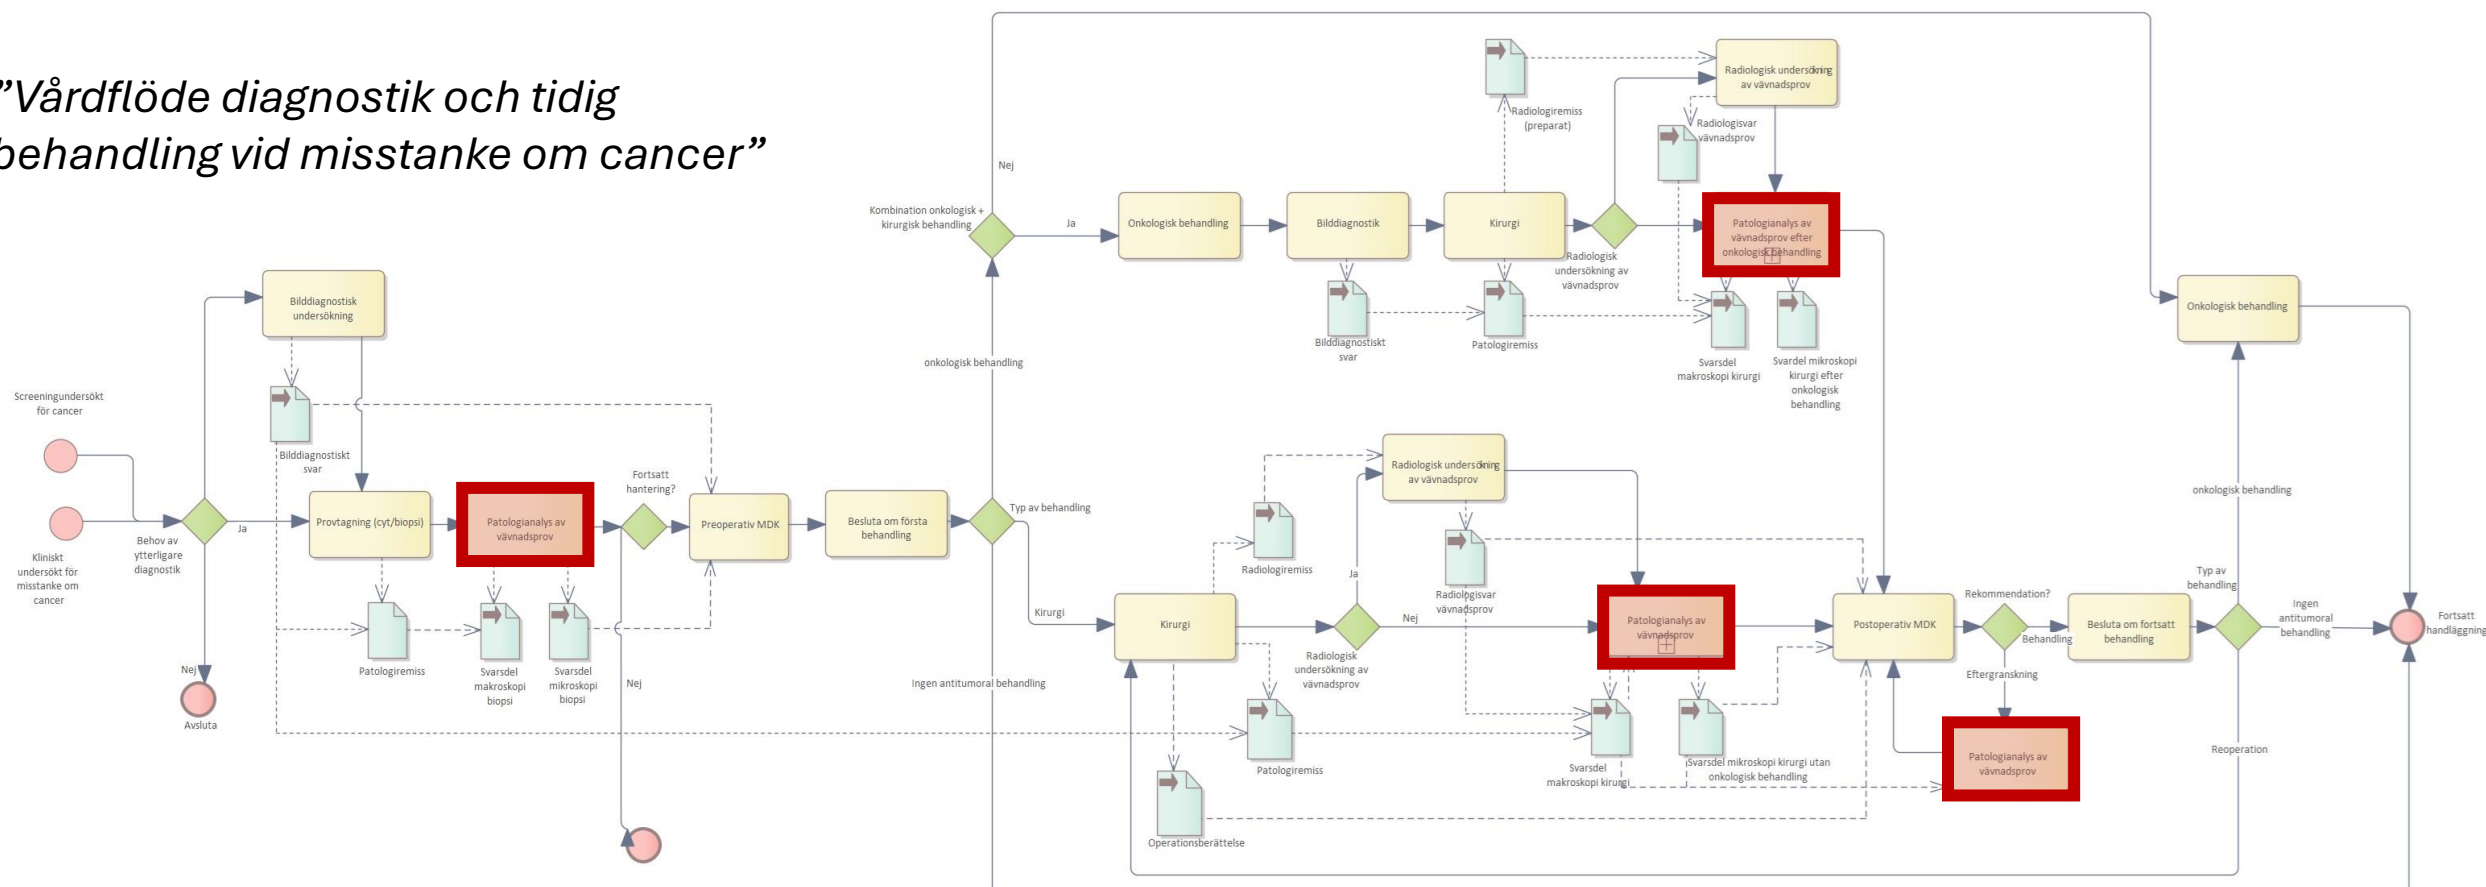 ”Vårdflöde diagnostik och tidig
behandling vid misstanke om cancer”
Screeningundersökt
för cancer
Kliniskt
undersökt för
misstanke om
cancer
Behov av
ytterligare
diagnostik
Ja
Nej
Avsluta
Bilddiagnostisk
undersökning
Bilddiagnostiskt
svar
Provtagning (cyt/biopsi)
Patologiremiss
Patologianalys av
vävnadsprov
Svarsdel
makroskopi
biopsi
Svarsdel
mikroskopi
biopsi
Fortsatt
hantering?
Nej
Preoperativ MDK
Besluta om första
behandling
Typ av behandling
onkologisk behandling
Kirurgi
Ingen antitumoral behandling
Kombination onkologisk +
kirurgisk behandling
Nej
Ja
Onkologisk behandling
Bilddiagnostik
Bilddiagnostiskt
svar
Kirurgi
Radiologiremiss
(preparat)
Patologiremiss
Radiologisk
undersökning av
vävnadsprov
Radiologisk undersökning
av vävnadsprov
Radiologisvar
vävnadsprov
Patologianalys av
vävnadsprov efter
onkologisk behandling
Svarsdel
makroskopi kirurgi
Svardel mikroskopi
kirurgi efter
onkologisk
behandling
Kirurgi
Radiologiremiss
Patologiremiss
Operationsberättelse
Radiologisk
undersökning av
vävnadsprov
Ja
Nej
Radiologisk undersökning
av vävnadsprov
Radiologisvar
vävnadsprov
Patologianalys av
vävnadsprov
Svarsdel
makroskopi kirurgi
Svarsdel mikroskopi kirurgi utan
onkologisk behandling
Postoperativ MDK
Rekommendation?
Behandling
Eftergranskning
Patologianalys av
vävnadsprov
Besluta om fortsatt
behandling
Typ av
behandling
onkologisk behandling
Onkologisk behandling
Ingen
antitumoral
behandling
Reoperation
Fortsatt
handläggning